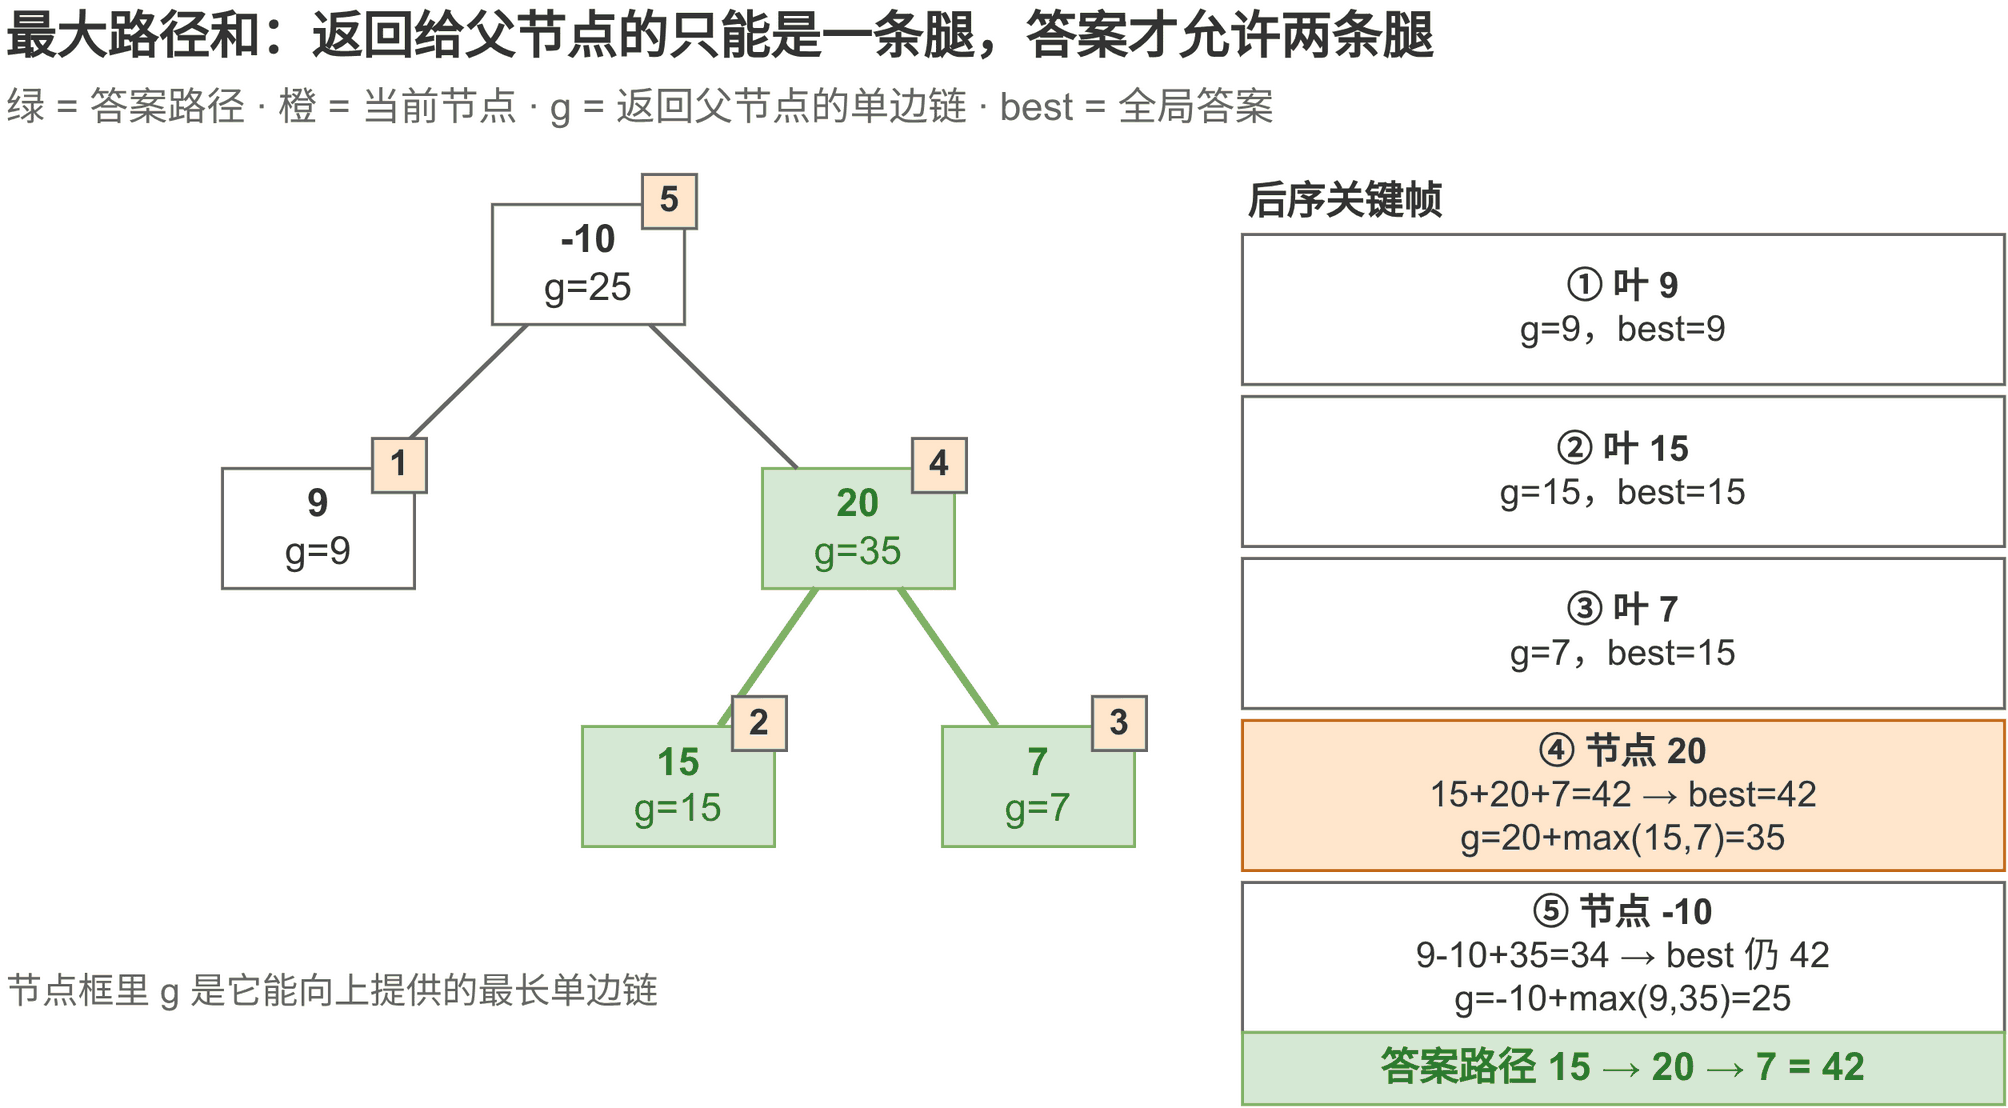 最大路径和：返回给父节点的只能是一条腿，答案才允许两条腿
绿 = 答案路径 · 橙 = 当前节点 · g = 返回父节点的单边链 · best = 全局答案
5
-10
g=25
1
9
g=9
4
20
g=35
2
15
g=15
3
7
g=7
节点框里 g 是它能向上提供的最长单边链
后序关键帧
① 叶 9
g=9，best=9
② 叶 15
g=15，best=15
③ 叶 7
g=7，best=15
④ 节点 20
15+20+7=42 → best=42
g=20+max(15,7)=35
⑤ 节点 -10
9-10+35=34 → best 仍 42
g=-10+max(9,35)=25
答案路径 15 → 20 → 7 = 42